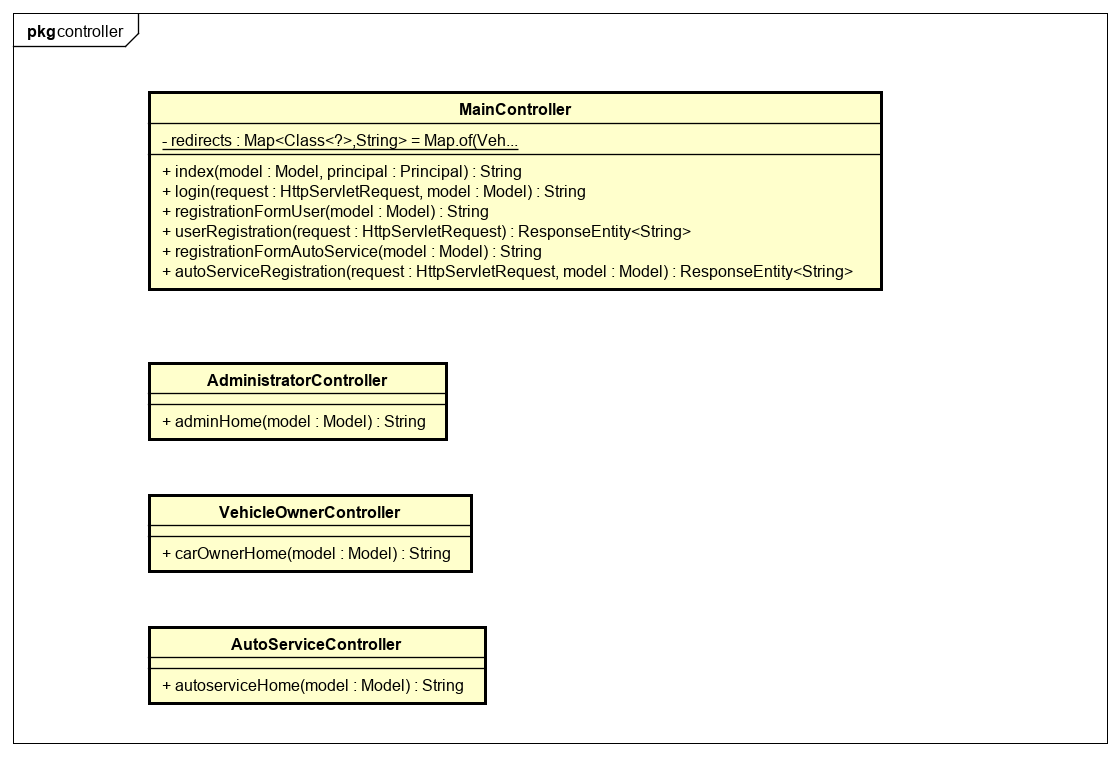 pkg controller
MainController
- redirects : Map<Class<?>,String> = Map.of(Veh...
+ index(model : Model, principal : Principal) : String
+ login(request : HttpServletRequest, model : Model) : String
+ registrationFormUser(model : Model) : String
+ userRegistration(request : HttpServletRequest) : ResponseEntity<String>
+ registrationFormAutoService(model : Model) : String
+ autoServiceRegistration(request : HttpServletRequest, model : Model) : ResponseEntity<String>
AdministratorController
+ adminHome(model : Model) : String
VehicleOwnerController
+ carOwnerHome(model : Model) : String
AutoServiceController
+ autoserviceHome(model : Model) : String